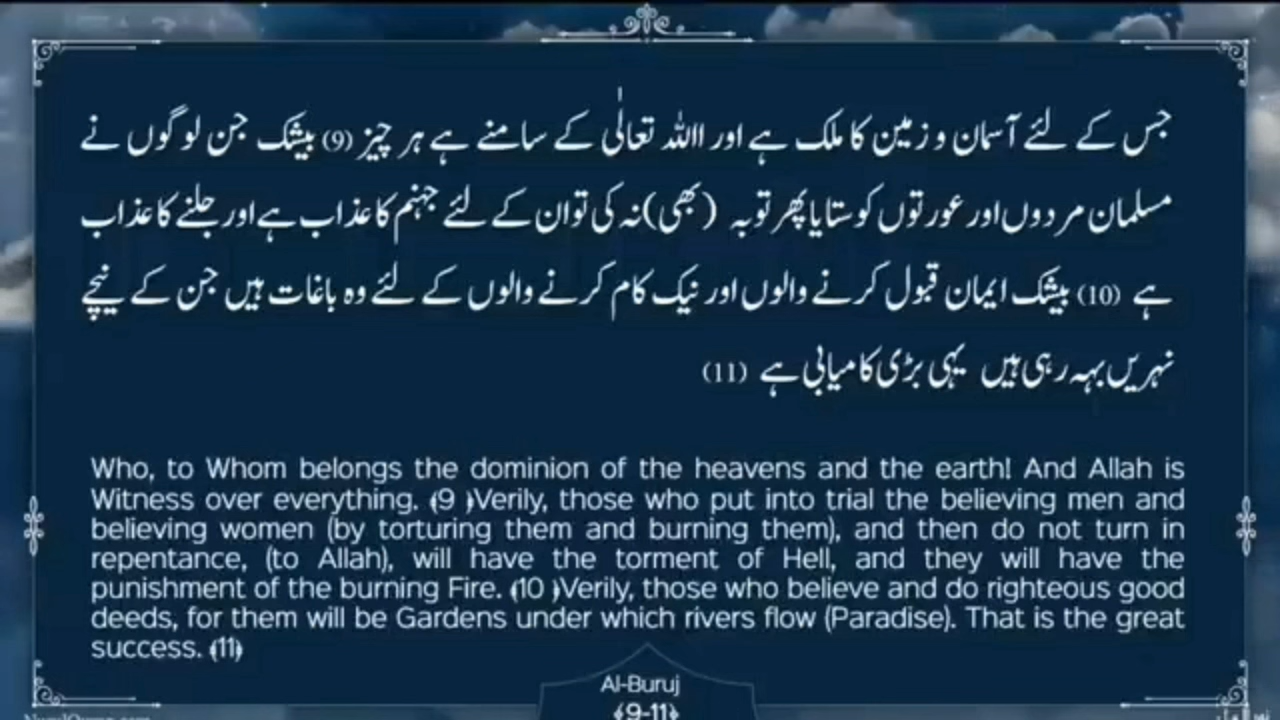 جس کے لئے آسمان و زمین کا ملک ہے اور اﷲ تعالٰی کے سامنے ہے ہر چیز (9) بیشک جن لوگوں نے
مسلمان مردوں اور عورتوں کو ستایا پھر توبہ (بھی) نہ کی تو ان کے لئے جہنم کا عذاب ہے اور جلنے کا عذاب
ہے (10) بیشک ایمان قبول کرنے والوں اور نیک کام کرنے والوں کے لئے وہ باغات ہیں جن کے نیچے
نہریں بہہ رہی ہیں یہی بڑی کامیابی ہے (11)
Who, to Whom belongs the dominion of the heavens and the earth! And Allah is
Witness over everything. ﴾9 ﴿Verily, those who put into trial the believing men and
believing women (by torturing them and burning them), and then do not turn in
repentance, (to Allah), will have the torment of Hell, and they will have the
punishment of the burning Fire. ﴾10 ﴿Verily, those who believe and do righteous good
deeds, for them will be Gardens under which rivers flow (Paradise). That is the great
success. ﴾11﴿
Al-Buruj
﴾9-11﴿